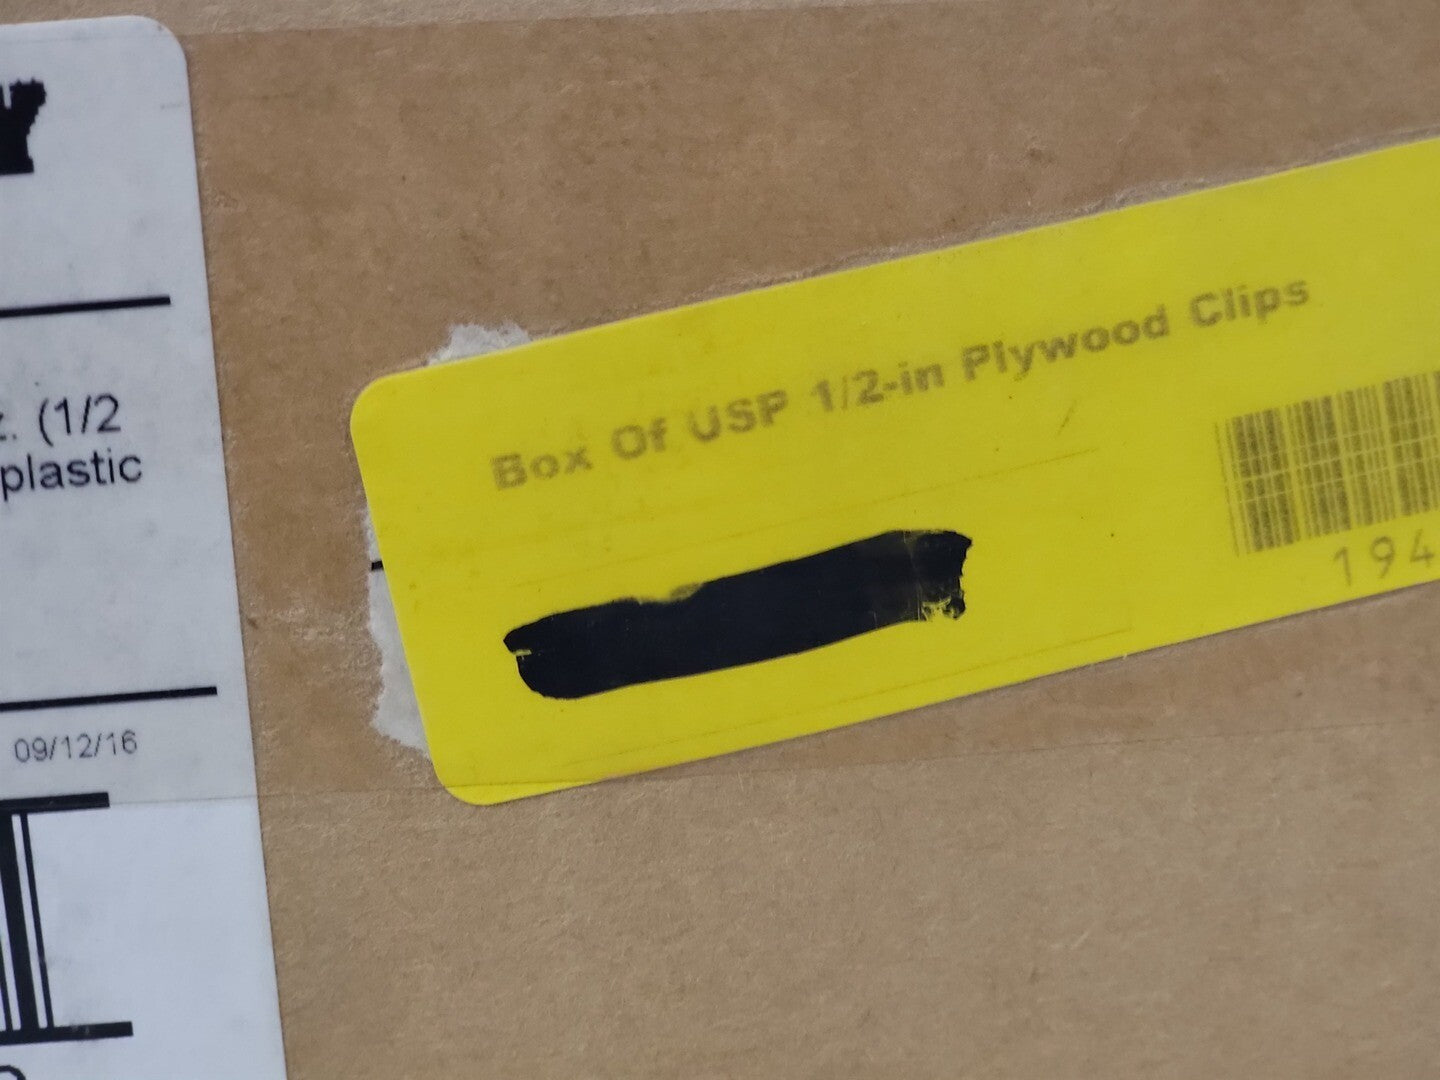 z. (1/2
plastic
09/12/16
Box Of USP 1/2-in Plywood Clips
194